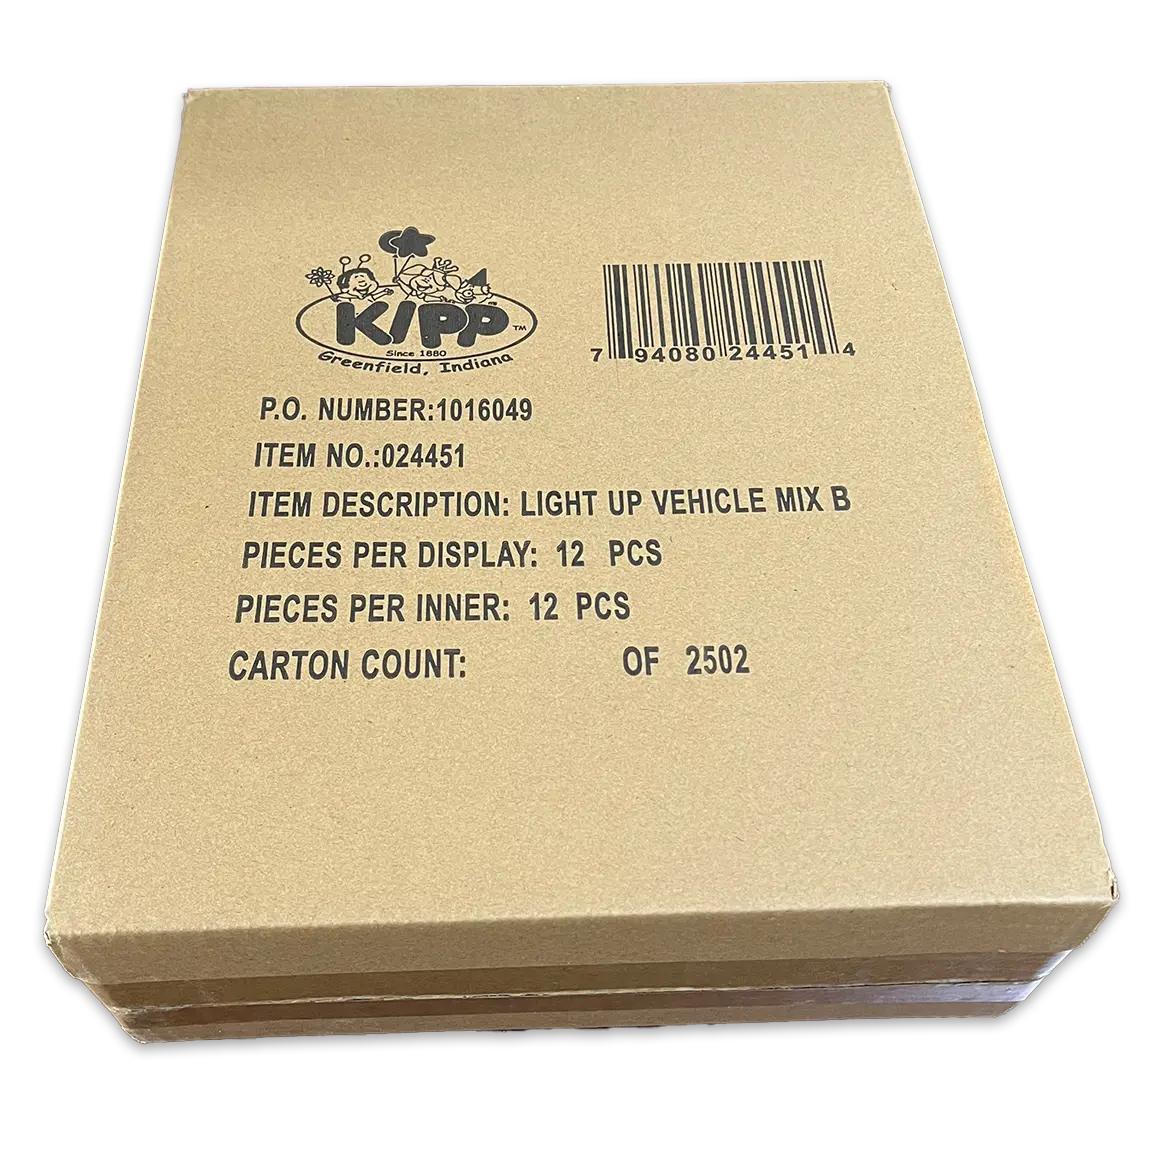 KIPP ™
Since 1880
Greenfield, Indiana
7 94080 24451 4
P.O. NUMBER:1016049
ITEM NO.:024451
ITEM DESCRIPTION: LIGHT UP VEHICLE MIX B
PIECES PER DISPLAY: 12 PCS
PIECES PER INNER: 12 PCS
CARTON COUNT: OF 2502